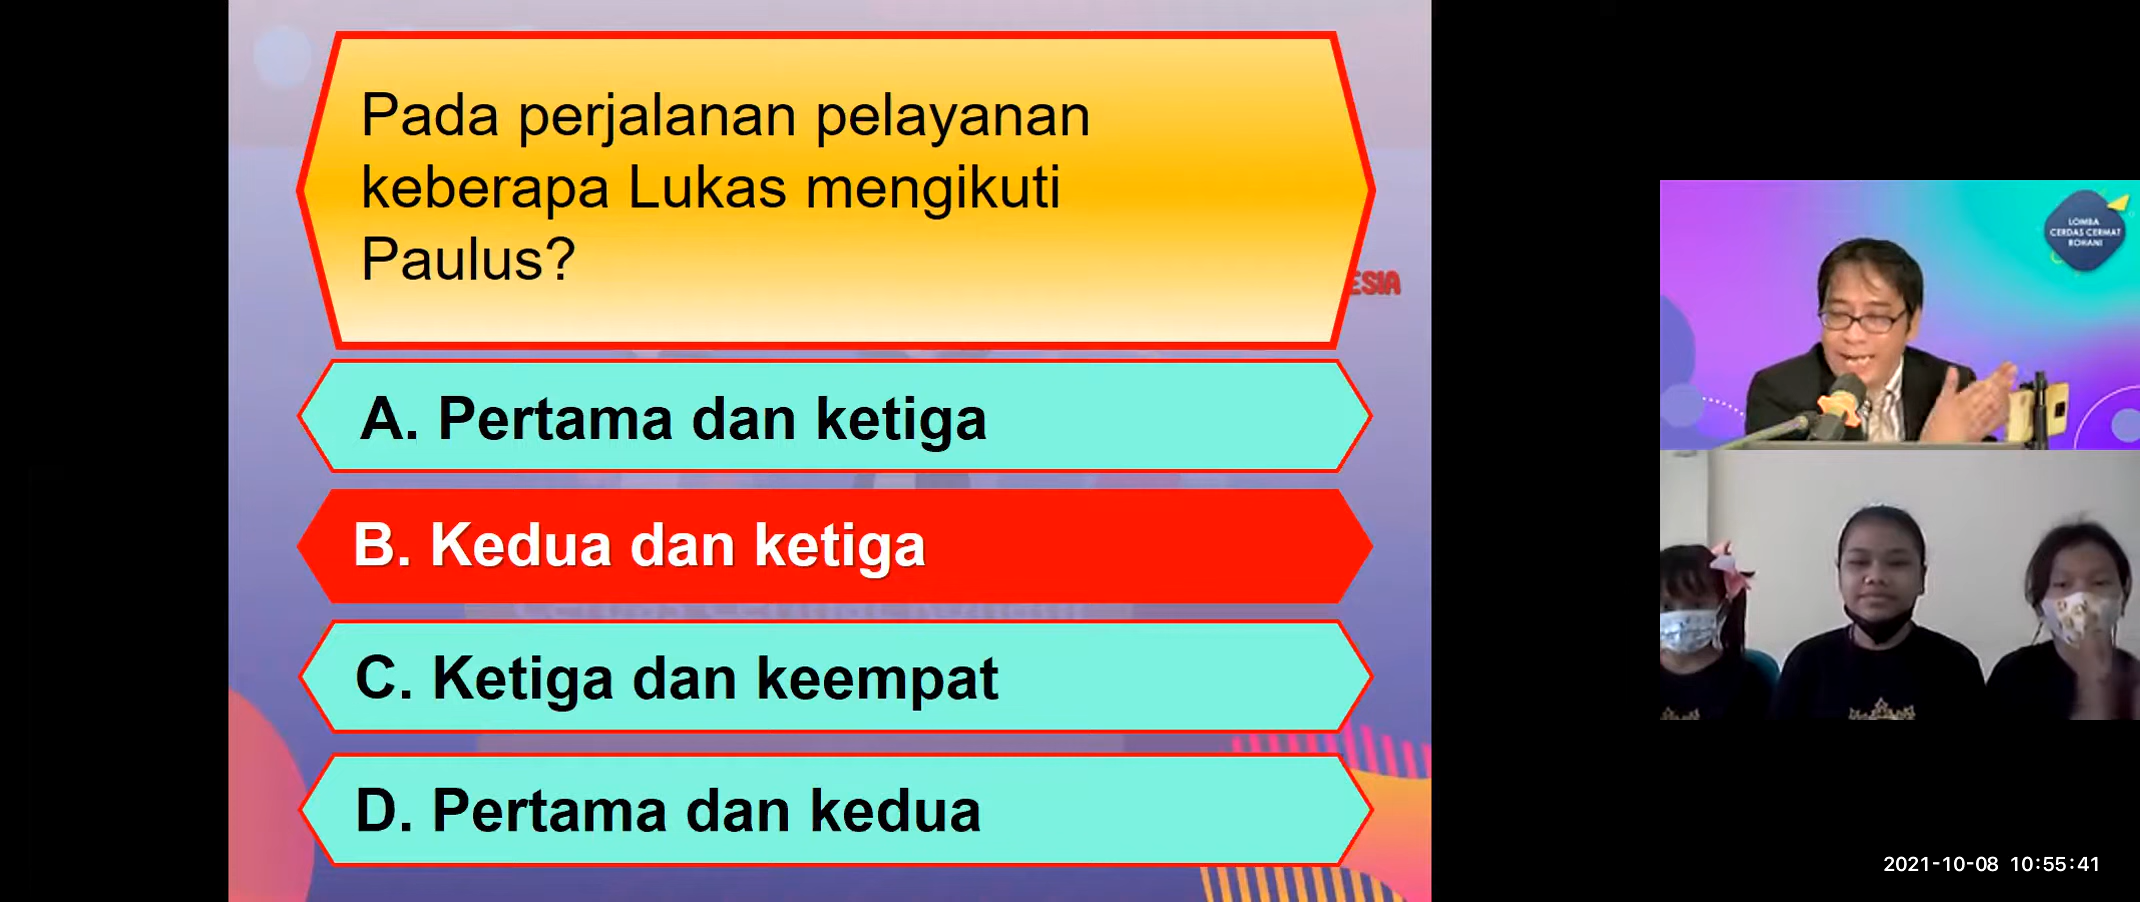 Pada perjalanan pelayanan
keberapa Lukas mengikuti
Paulus?
ESIA
A. Pertama dan ketiga
B. Kedua dan ketiga
C. Ketiga dan keempat
D. Pertama dan kedua
LOMBA
CERDAS CERMAT
ROHANI
2021-10-08 10:55:41